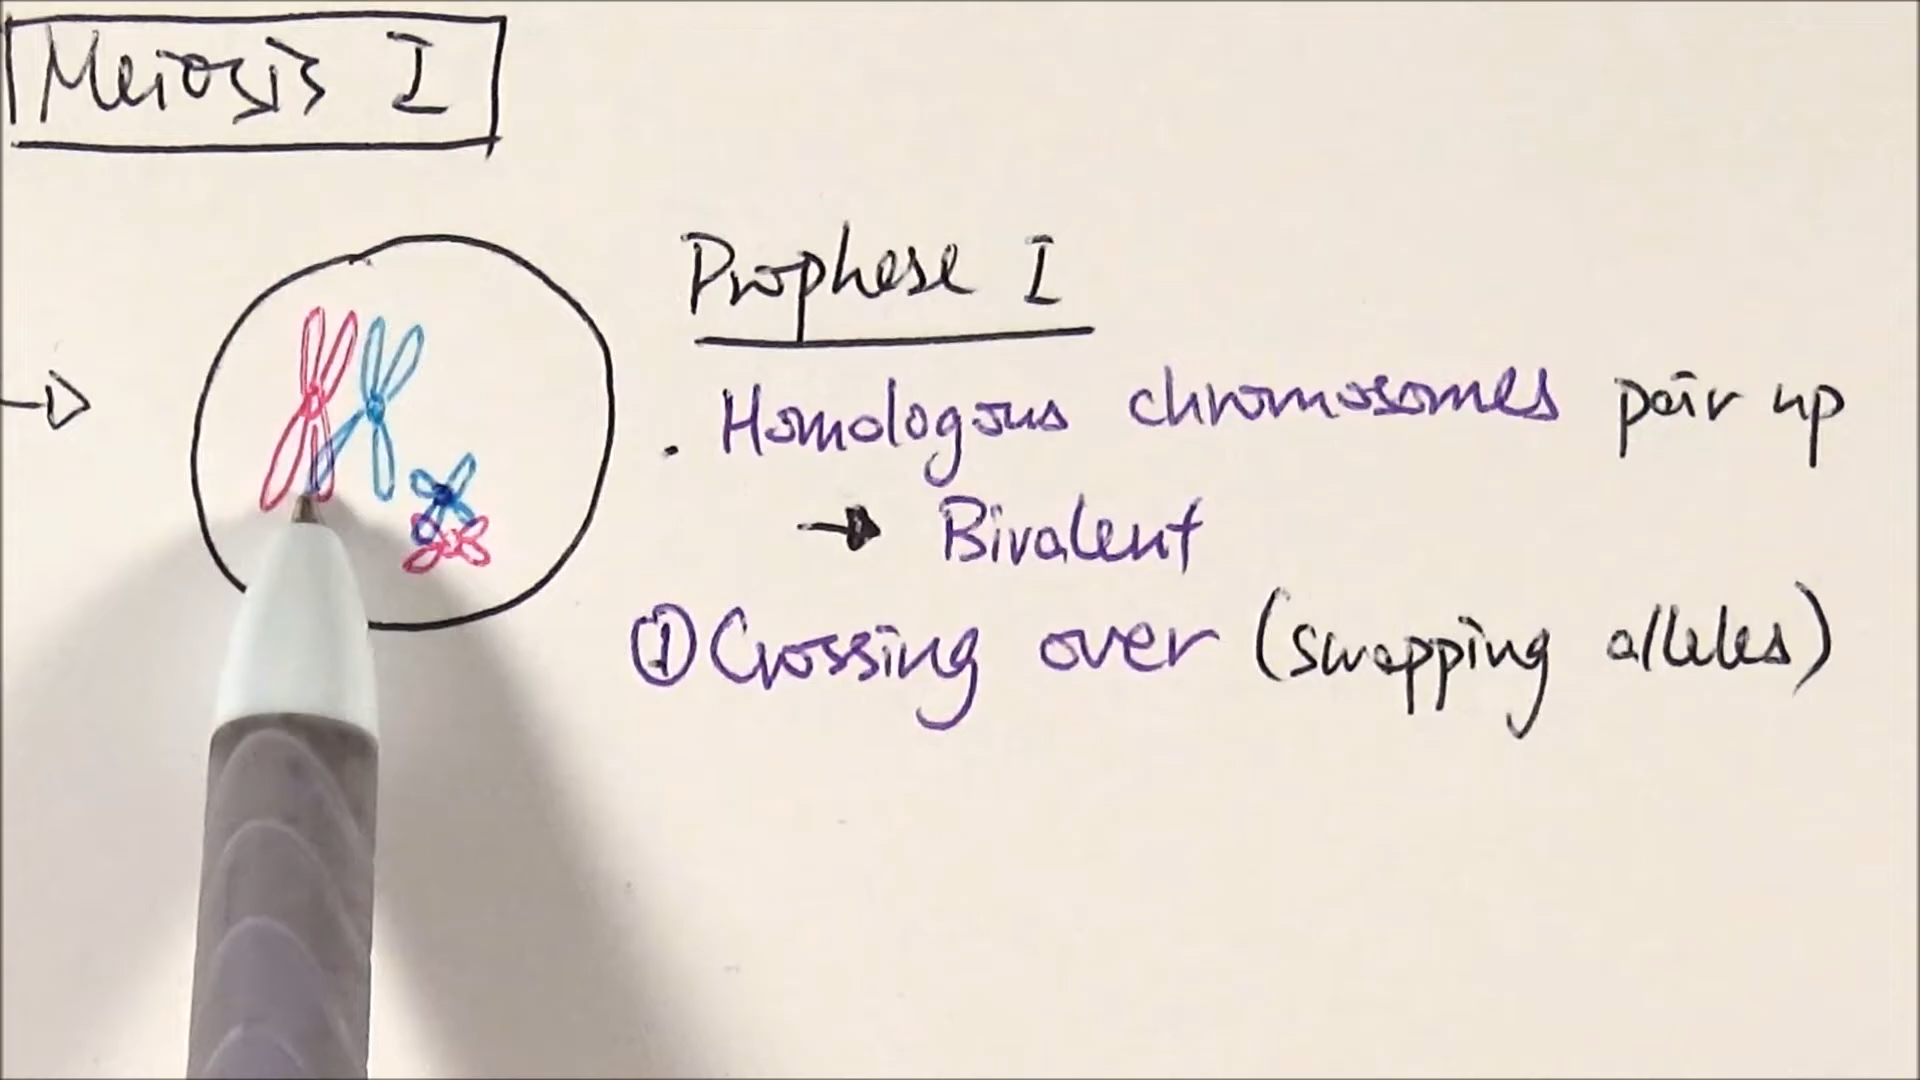 Meiosis I
Prophase I
. Homologous chromosomes pair up
→ Bivalent
① Crossing over (swapping alleles)